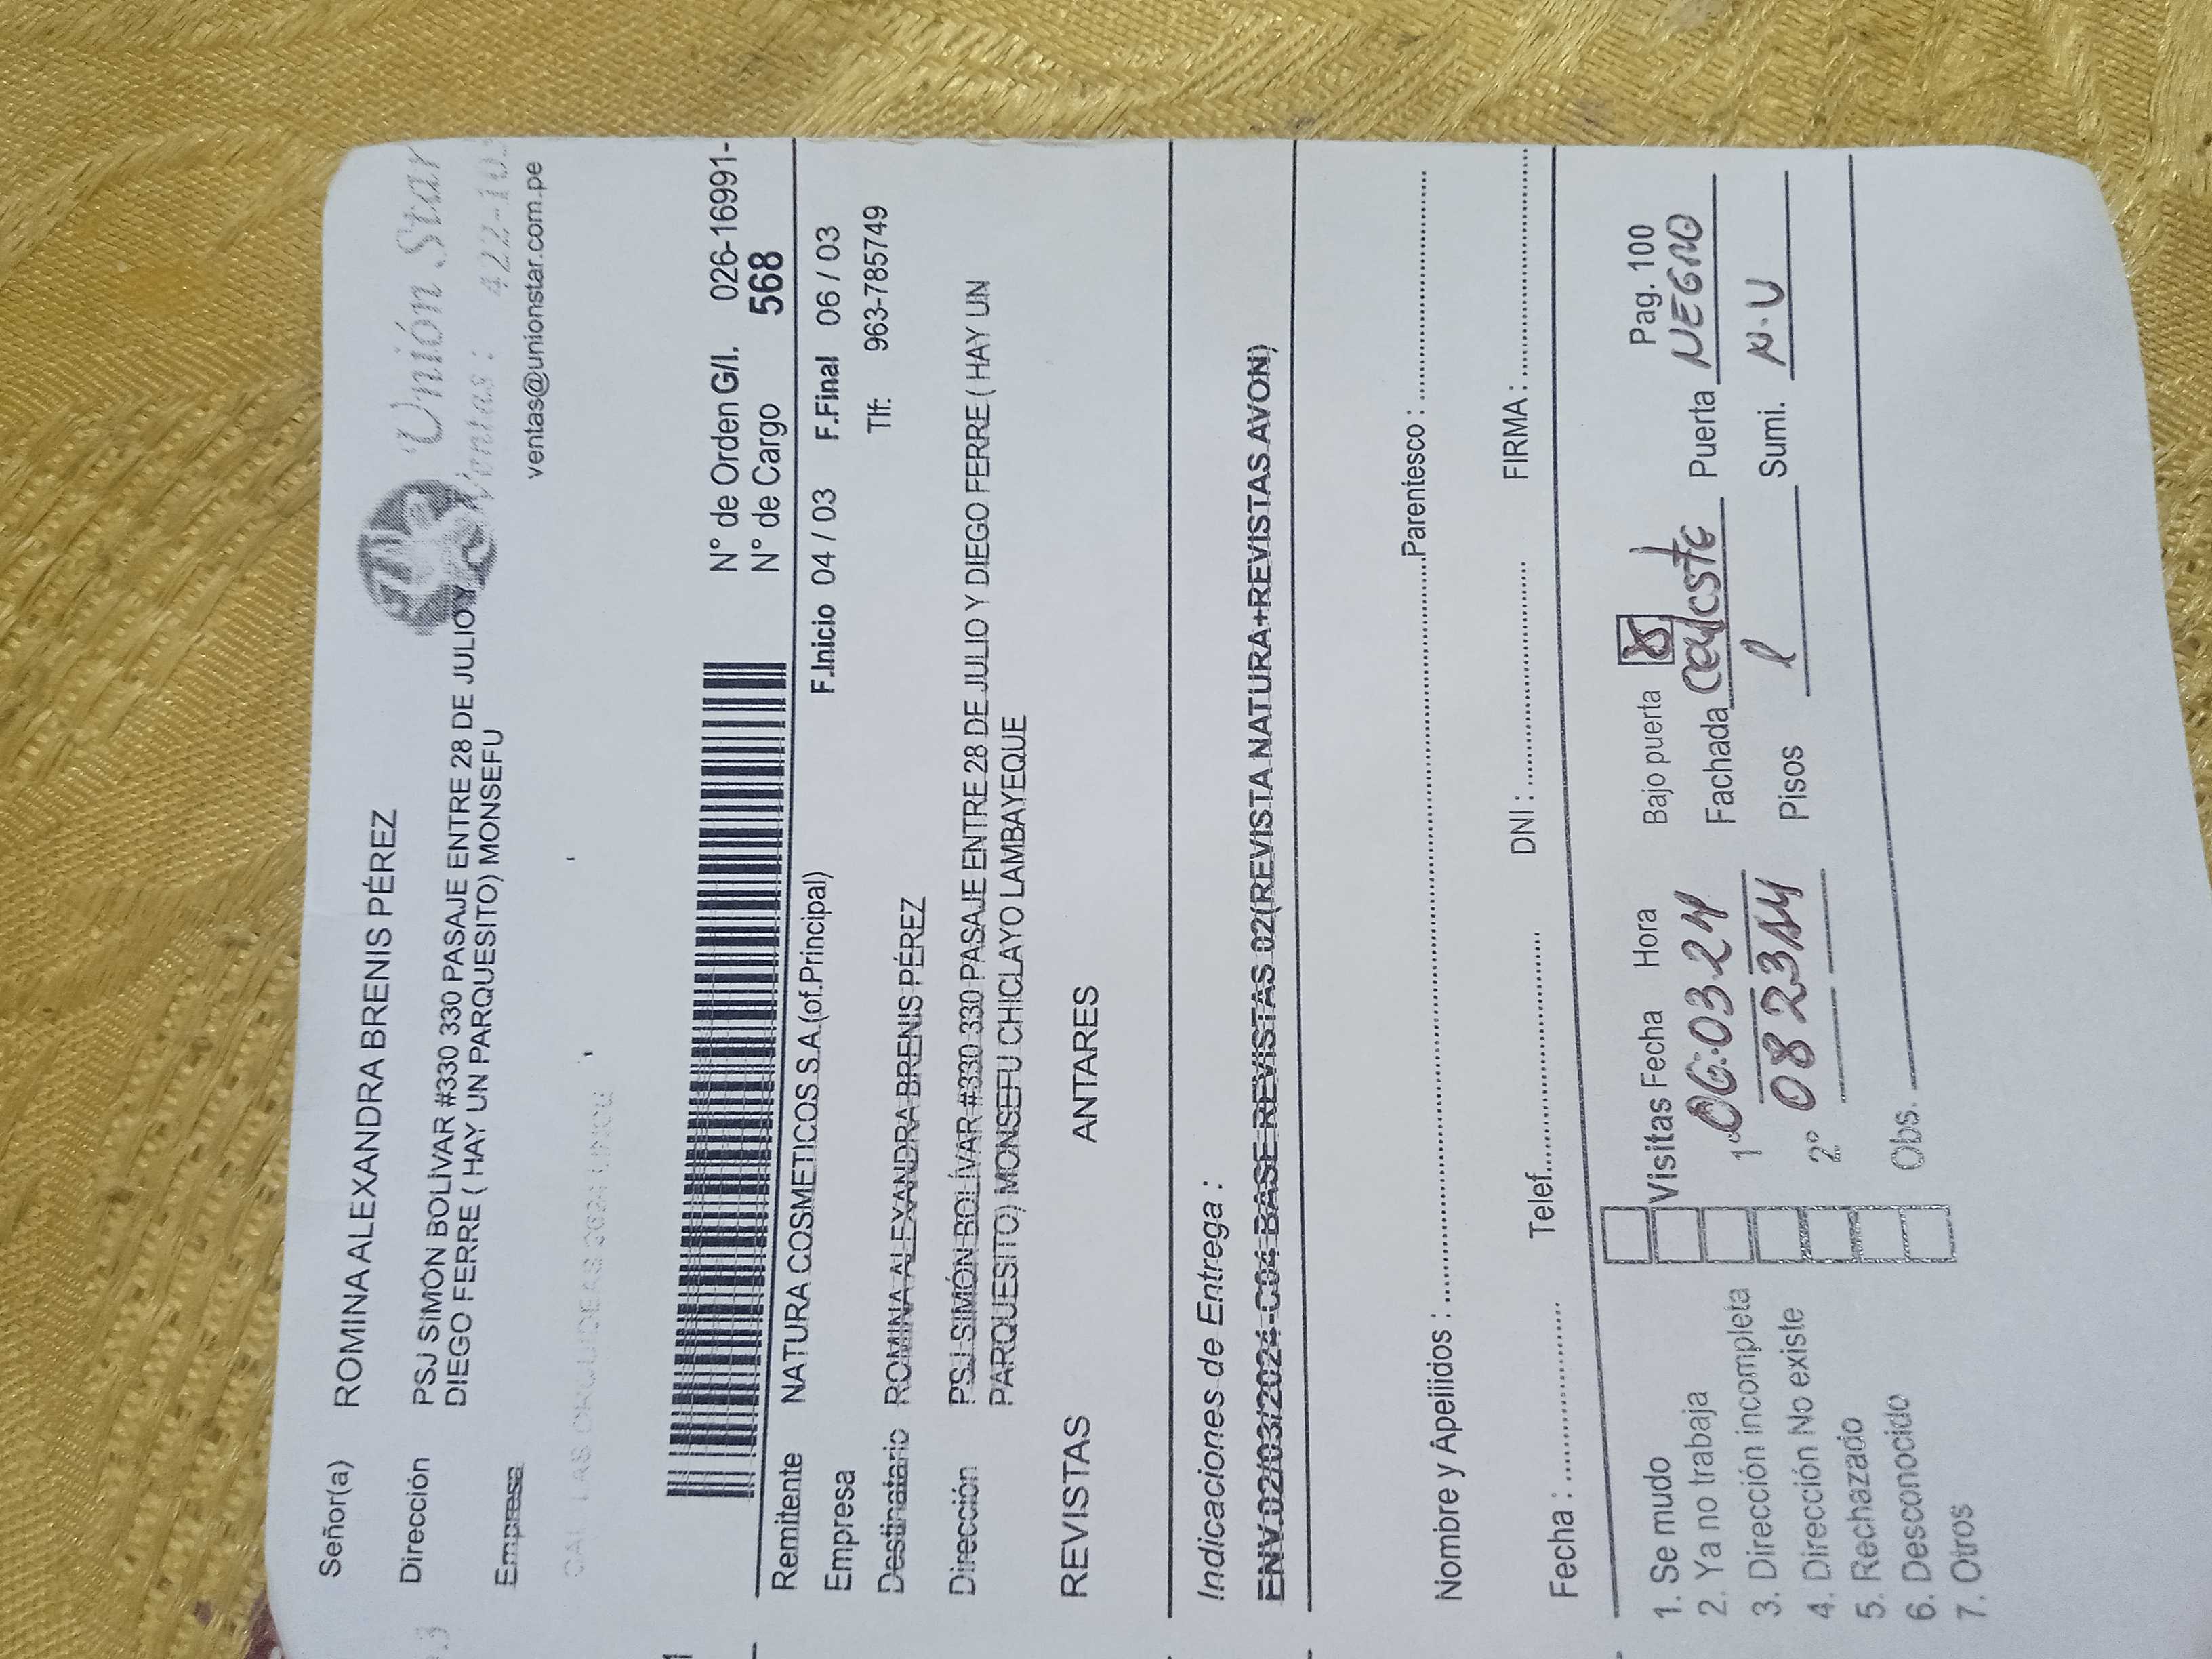 Señor(a) ROMINA ALEXANDRA BRENIS PÉREZ
Unión Star
Ventas : 422-10
ventas@unionstar.com.pe
Dirección PSJ SIMÓN BOLÍVAR #330 330 PASAJE ENTRE 28 DE JULIO Y
DIEGO FERRE ( HAY UN PARQUESITO) MONSEFU
Empresa
N° de Orden G/I. 026-16991-
N° de Cargo 568
Remitente NATURA COSMETICOS S.A.(of.Principal)
Empresa F.Inicio 04 / 03 F.Final 06 / 03
Destinatario ROMINA ALEXANDRA BRENIS PÉREZ Tlf: 963-785749
Dirección PSJ SIMÓN BOLÍVAR #330 330 PASAJE ENTRE 28 DE JULIO Y DIEGO FERRE ( HAY UN
PARQUESITO) MONSEFU CHICLAYO LAMBAYEQUE
REVISTAS ANTARES
Indicaciones de Entrega :
ENV.02/03/2024-C04 BASE REVISTAS 02(REVISTA NATURA+REVISTAS AVON)
Nombre y Apellidos : Parentesco :
Fecha : Telef. DNI : FIRMA :
1. Se mudo
2. Ya no trabaja
3. Dirección incompleta
4. Dirección No existe
5. Rechazado
6. Desconocido
7. Otros
Visitas Fecha Hora Bajo puerta Pag. 100
1° 06:03.24 Fachada Puerta NEGRO
08 23 Pisos 1 Sumi. N.U
2°
Obs.